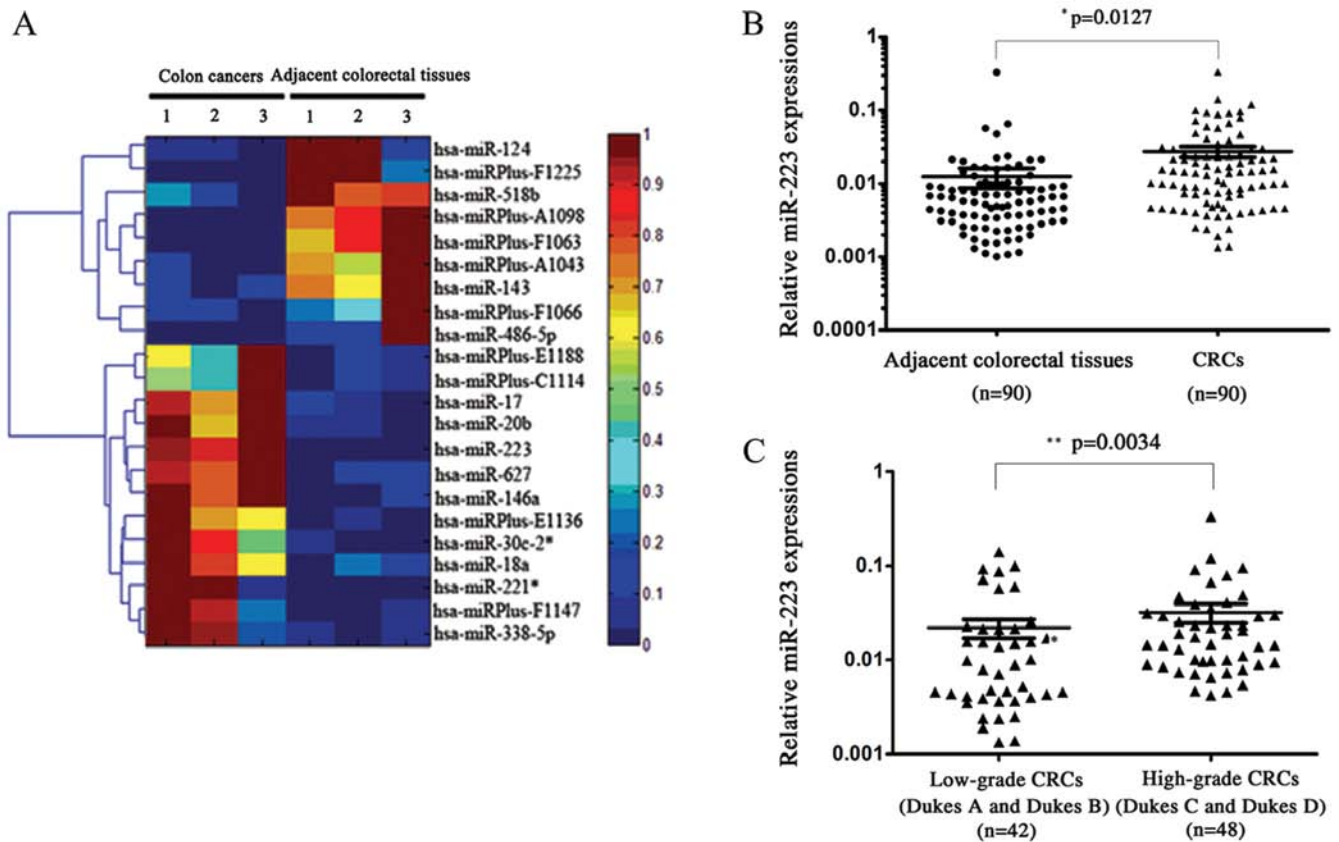 A
Colon cancers Adjacent colorectal tissues
1 2 3 1 2 3
hsa-miR-124
hsa-miRPlus-F1225
hsa-miR-518b
hsa-miRPlus-A1098
hsa-miRPlus-F1063
hsa-miRPlus-A1043
hsa-miR-143
hsa-miRPlus-F1066
hsa-miR-486-5p
hsa-miRPlus-E1188
hsa-miRPlus-C1114
hsa-miR-17
hsa-miR-20b
hsa-miR-223
hsa-miR-627
hsa-miR-146a
hsa-miRPlus-E1136
hsa-miR-30c-2*
hsa-miR-18a
hsa-miR-221*
hsa-miRPlus-F1147
hsa-miR-338-5p
1
0.9
0.8
0.7
0.6
0.5
0.4
0.3
0.2
0.1
0
B
* p=0.0127
Relative miR-223 expressions
1
0.1
0.01
0.001
0.0001
Adjacent colorectal tissues CRCs
(n=90) (n=90)
C
** p=0.0034
Relative miR-223 expressions
1
0.1
0.01
0.001
*
Low-grade CRCs High-grade CRCs
(Dukes A and Dukes B) (Dukes C and Dukes D)
(n=42) (n=48)